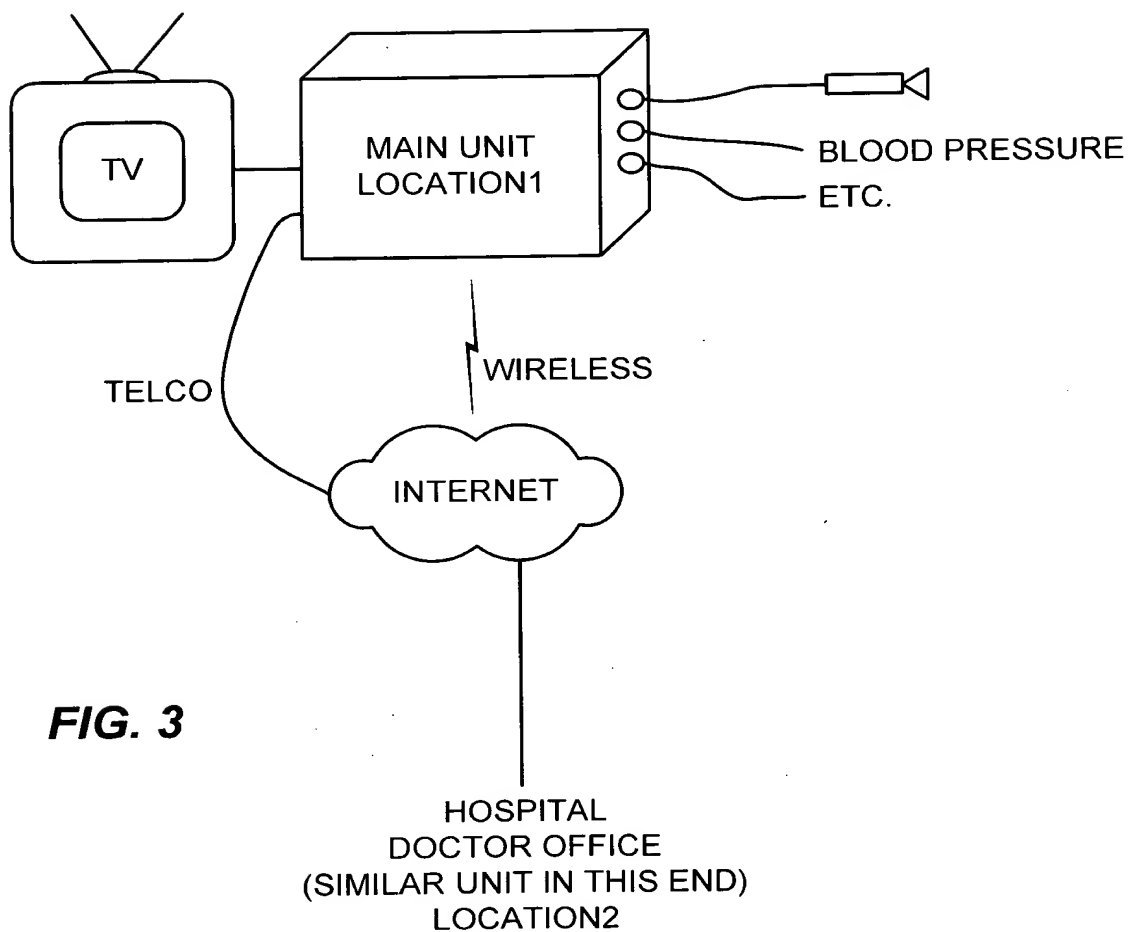 TV
MAIN UNIT
LOCATION1
BLOOD PRESSURE
ETC.
WIRELESS
TELCO
INTERNET
FIG. 3
HOSPITAL
DOCTOR OFFICE
(SIMILAR UNIT IN THIS END)
LOCATION2